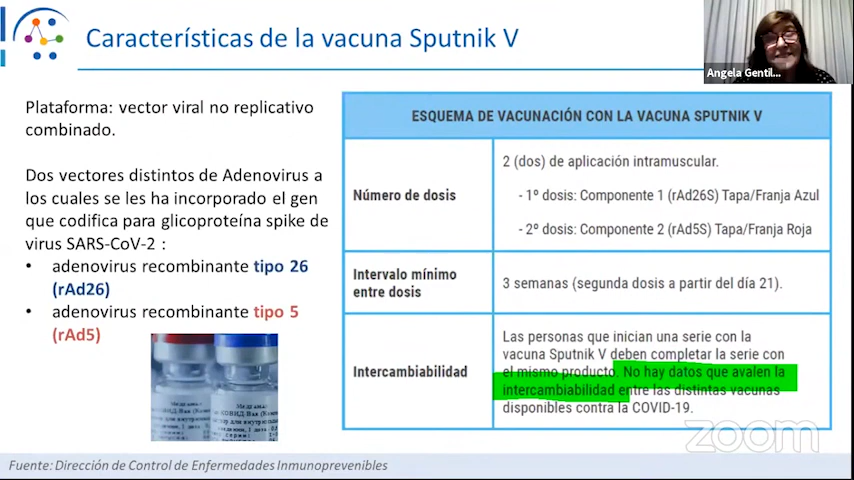 Características de la vacuna Sputnik V
Angela Gentil...
Plataforma: vector viral no replicativo
combinado.
Dos vectores distintos de Adenovirus a
los cuales se les ha incorporado el gen
que codifica para glicoproteína spike de
virus SARS-CoV-2 :
• adenovirus recombinante tipo 26
(rAd26)
• adenovirus recombinante tipo 5
(rAd5)
ESQUEMA DE VACUNACIÓN CON LA VACUNA SPUTNIK V
Número de dosis
2 (dos) de aplicación intramuscular.
- 1º dosis: Componente 1 (rAd26S) Tapa/Franja Azul
- 2º dosis: Componente 2 (rAd5S) Tapa/Franja Roja
Intervalo mínimo
entre dosis
3 semanas (segunda dosis a partir del día 21).
Intercambiabilidad
Las personas que inician una serie con la
vacuna Sputnik V deben completar la serie con
el mismo producto. No hay datos que avalen la
intercambiabilidad entre las distintas vacunas
disponibles contra la COVID-19.
zoom
Fuente: Dirección de Control de Enfermedades Inmunoprevenibles